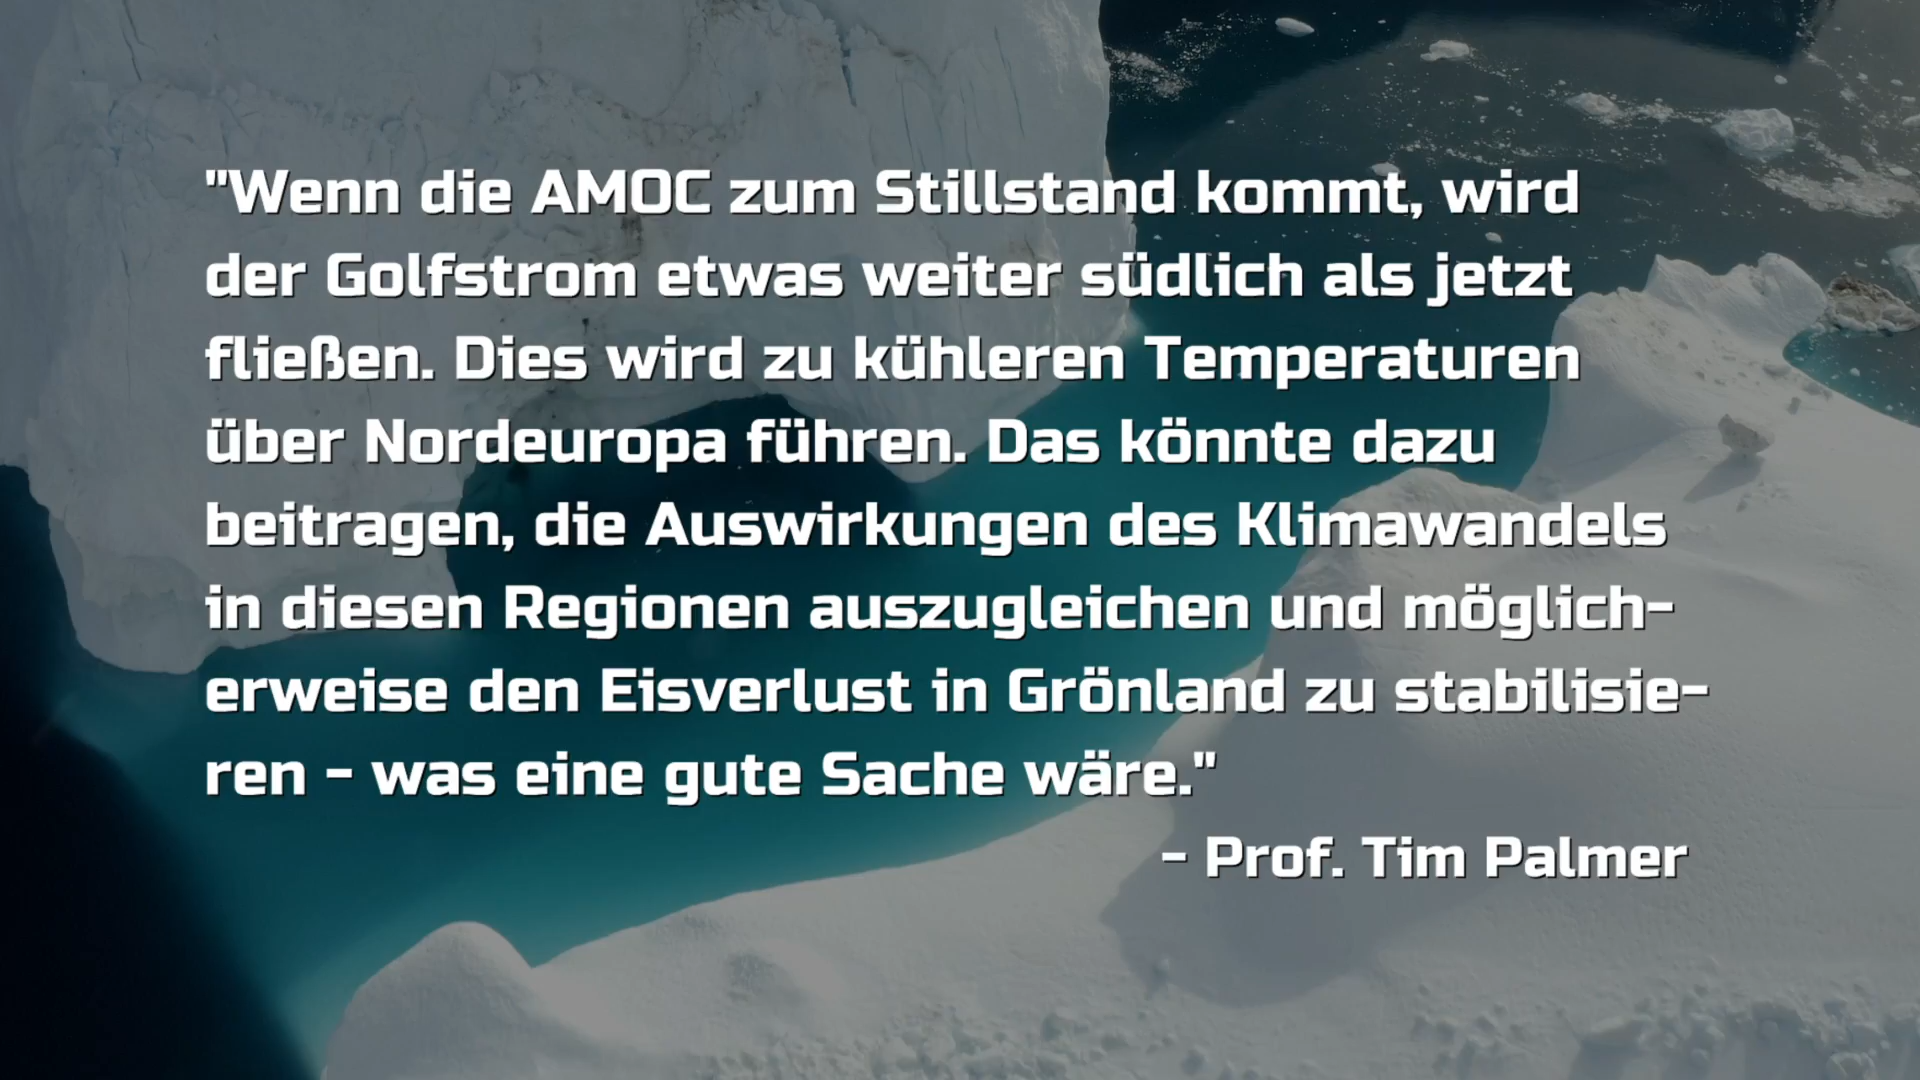 "Wenn die AMOC zum Stillstand kommt, wird
der Golfstrom etwas weiter südlich als jetzt
fließen. Dies wird zu kühleren Temperaturen
über Nordeuropa führen. Das könnte dazu
beitragen, die Auswirkungen des Klimawandels
in diesen Regionen auszugleichen und möglich-
erweise den Eisverlust in Grönland zu stabilisie-
ren - was eine gute Sache wäre."
- Prof. Tim Palmer